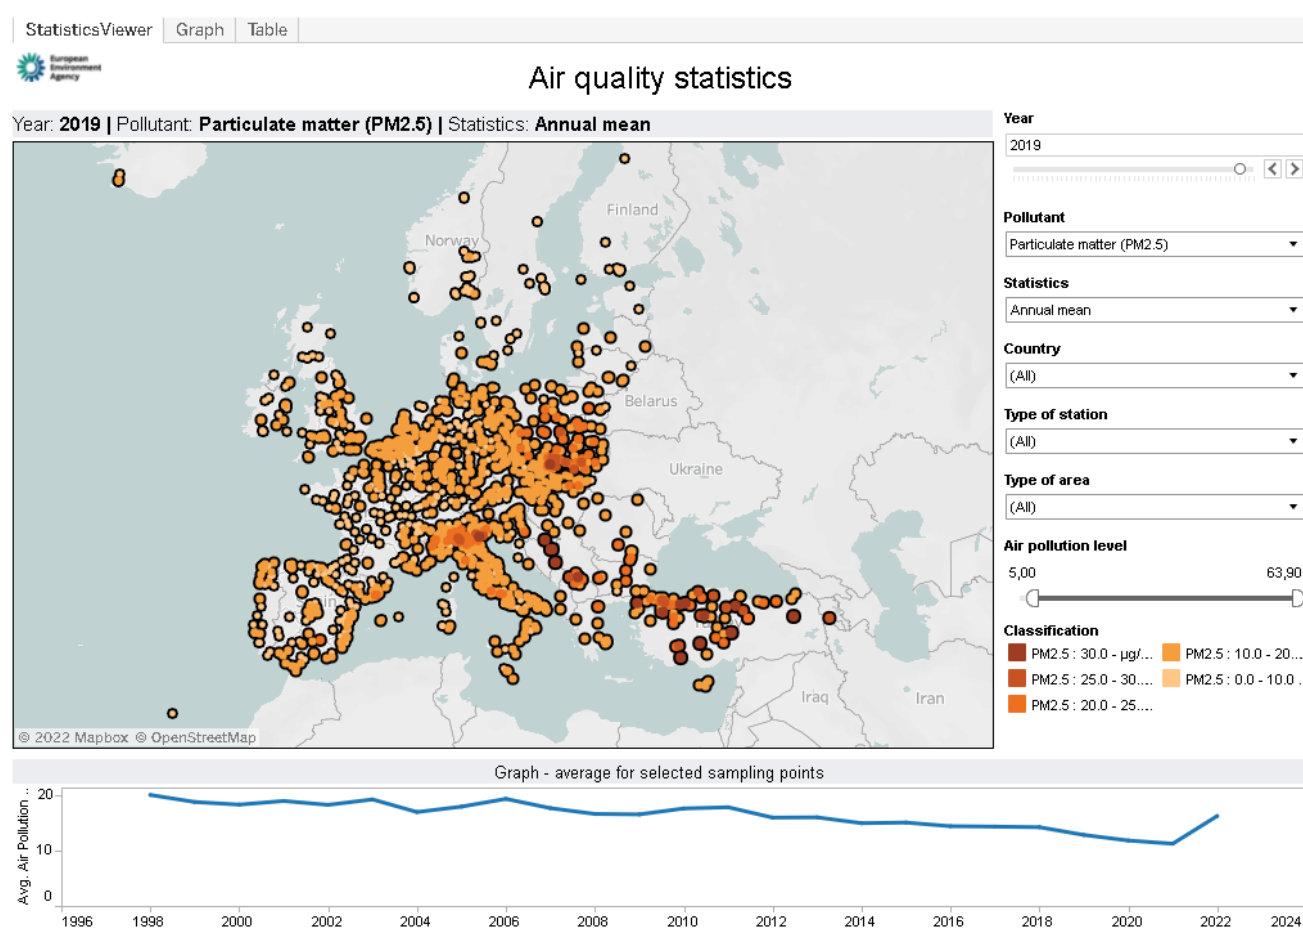 StatisticsViewer Graph Table
European
Environment
Agency
Air quality statistics
Year: 2019 | Pollutant: Particulate matter (PM2.5) | Statistics: Annual mean
Finland
Norway
Belarus
Ukraine
Spain
Iraq
Iran
© 2022 Mapbox © OpenStreetMap
Year
2019
Pollutant
Particulate matter (PM2.5)
Statistics
Annual mean
Country
(All)
Type of station
(All)
Type of area
(All)
Air pollution level
5,00 63,90
Classification
PM2.5 : 30.0 - µg/... PM2.5 : 10.0 - 20...
PM2.5 : 25.0 - 30.... PM2.5 : 0.0 - 10.0 .
PM2.5 : 20.0 - 25....
Graph - average for selected sampling points
Avg. Air Pollution ..
20
10
0
1996 1998 2000 2002 2004 2006 2008 2010 2012 2014 2016 2018 2020 2022 2024